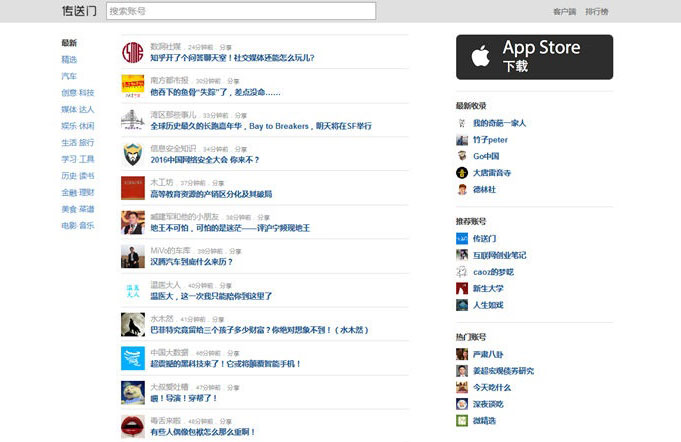 传送门
搜索账号
客户端 排行榜
最新
精选
汽车
创意 科技
媒体 达人
娱乐 休闲
生活 旅行
学习 工具
历史 读书
金融 理财
美食 菜谱
电影 音乐
数阿社媒 . 24分钟前 . 分享
知乎开了个问答聊天室！社交媒体还能怎么玩儿？
南方都市报 . 30分钟前 . 分享
他吞下的鱼骨“失踪”了，差点没命……
湾区那些事儿 . 33分钟前 . 分享
全球历史最久的长跑嘉年华，Bay to Breakers，明天将在SF举行
信息安全知识 . 34分钟前 . 分享
2016中国网络安全大会 你来不？
木工坊 . 37分钟前 . 分享
高等教育资源的产销区分化及其破局
臧建军和他的小朋友 . 38分钟前 . 分享
地王不可怕，可怕的是迷茫——评沪宁频现地王
MiVo的车库 . 38分钟前 . 分享
汉腾汽车到底什么来历？
温医大人 . 40分钟前 . 分享
温医大，这一次我只能陪你到这里了
水木然 . 41分钟前 . 分享
巴菲特究竟留给三个孩子多少财富？你绝对想象不到！（水木然）
中国大数据 . 46分钟前 . 分享
超震撼的黑科技来了！它或将颠覆智能手机！
大叔爱吐槽 . 47分钟前 . 分享
噢！导演！穿帮了！
毒舌来啦 . 48分钟前 . 分享
有些人偶像包袱怎么那么重啊！
App Store
下载
最新收录
我的奇葩一家人
竹子peter
Go中国
大唐雷音寺
德林社
推荐账号
传送门
互联网创业笔记
caoz的梦呓
新生大学
人生如戏
热门账号
严肃八卦
姜超宏观债券研究
今天吃什么
深夜谈吃
微精选